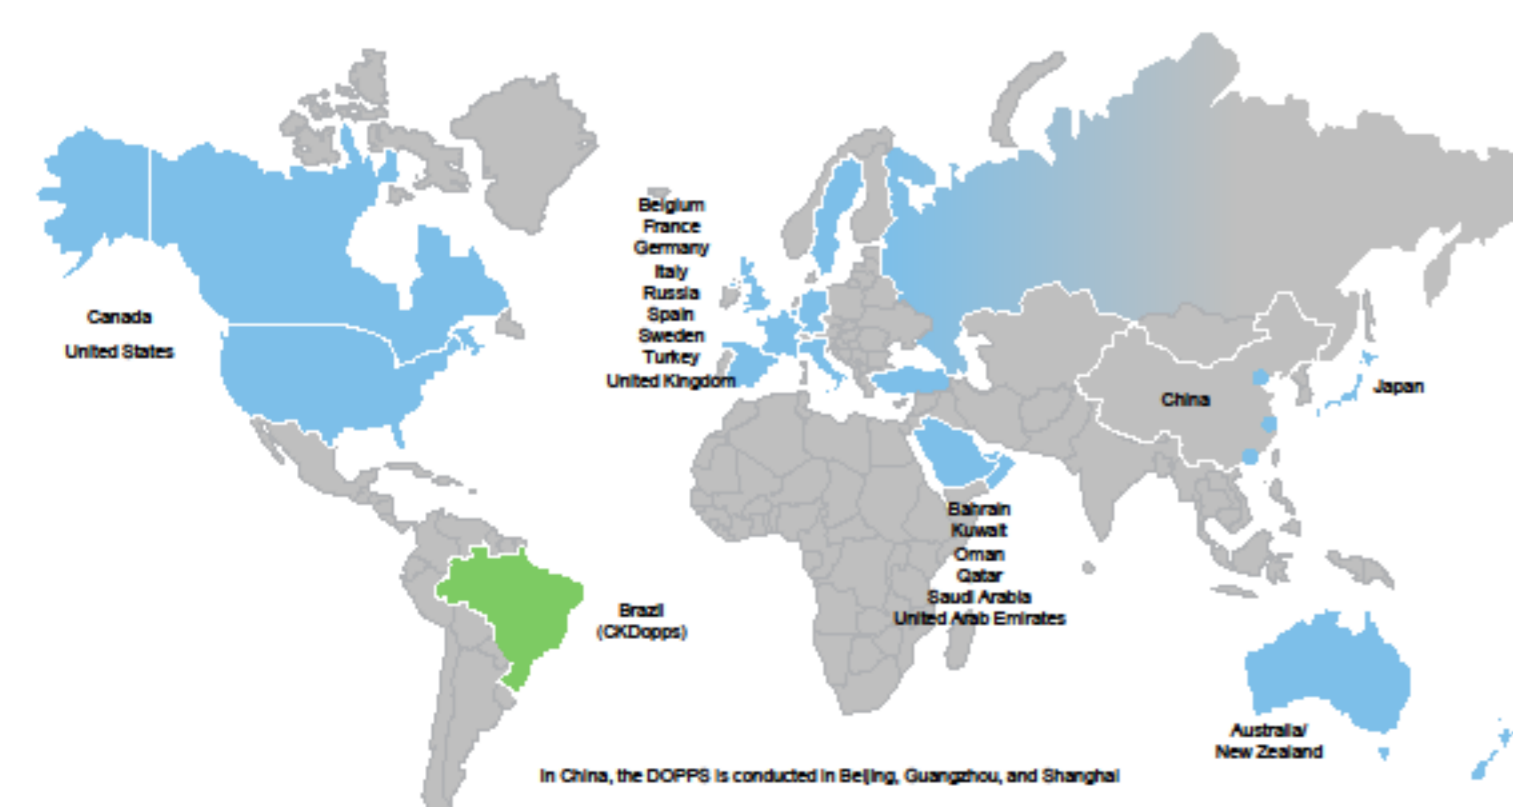 Canada
United States
Belgium
France
Germany
Italy
Russia
Spain
Sweden
Turkey
United Kingdom
China
Japan
Bahrain
Kuwait
Oman
Qatar
Saudi Arabia
United Arab Emirates
Brazil
(CKDopps)
Australia/
New Zealand
In China, the DOPPS is conducted in Beijing, Guangzhou, and Shanghai